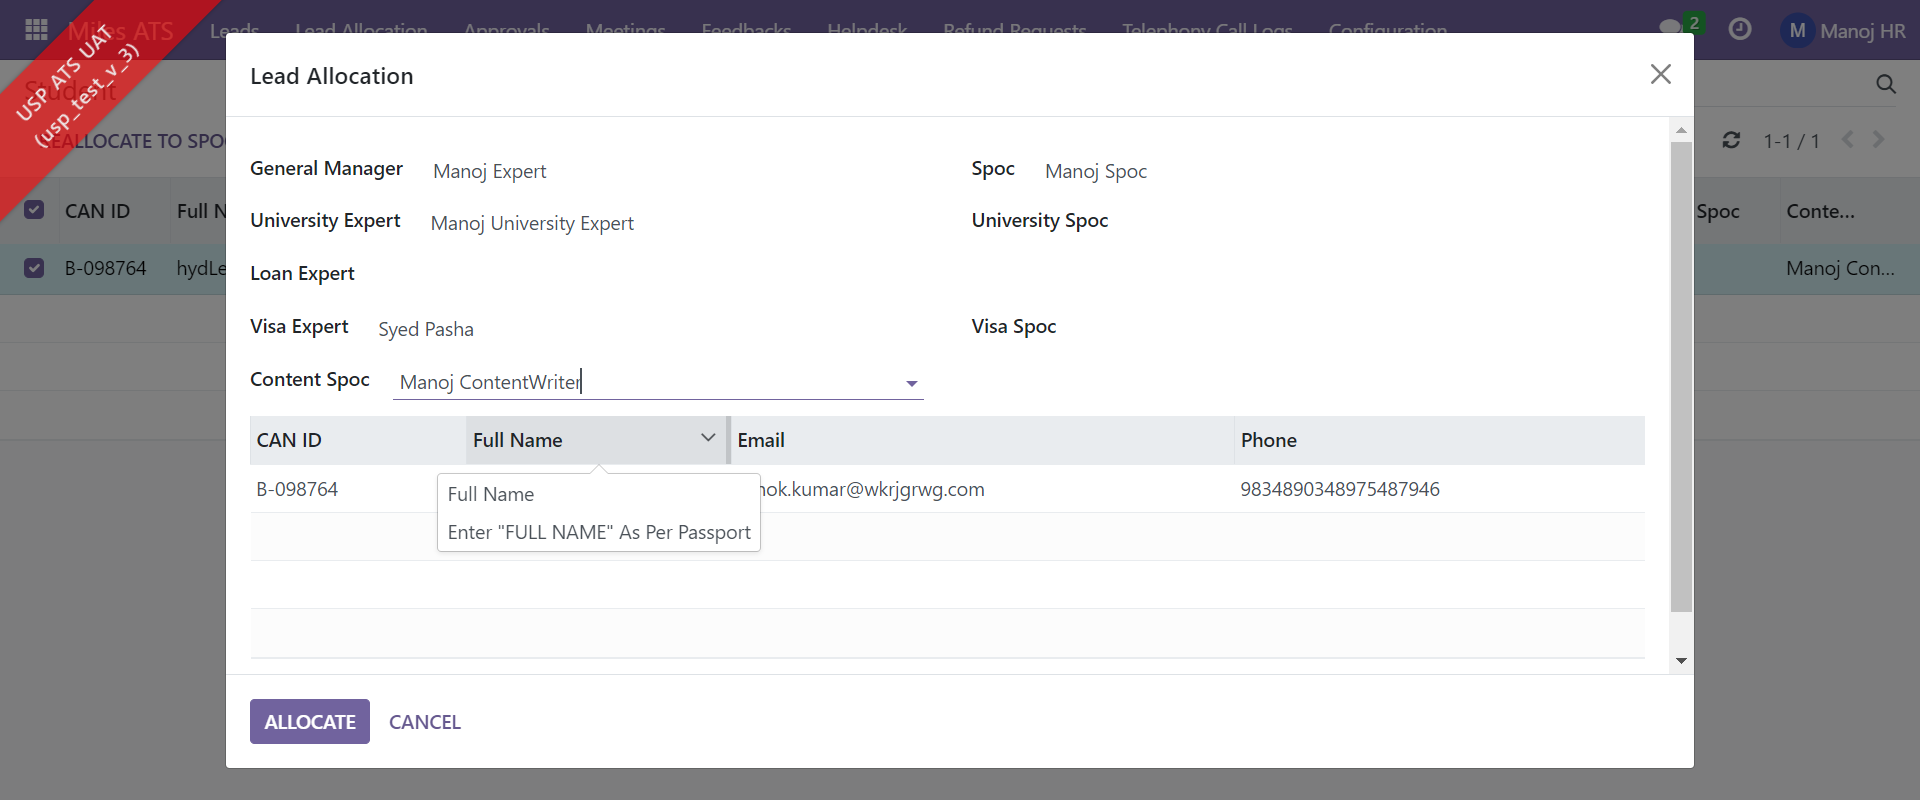 Miles ATS Leads Lead Allocation Approvals Meetings Feedbacks Helpdesk Refund Requests Telephony Call Logs Configuration 2 M Manoj HR
USP ATS UAT
(usp_test_v_3)
Student
REALLOCATE TO SPO
1-1 / 1
CAN ID Full N Spoc Conte...
B-098764 hydLe Manoj Con...
Lead Allocation
General Manager Manoj Expert Spoc Manoj Spoc
University Expert Manoj University Expert University Spoc
Loan Expert
Visa Expert Syed Pasha Visa Spoc
Content Spoc Manoj ContentWriter
CAN ID Full Name Email Phone
B-098764 ok.kumar@wkrjgrwg.com 9834890348975487946
Full Name
Enter "FULL NAME" As Per Passport
ALLOCATE CANCEL